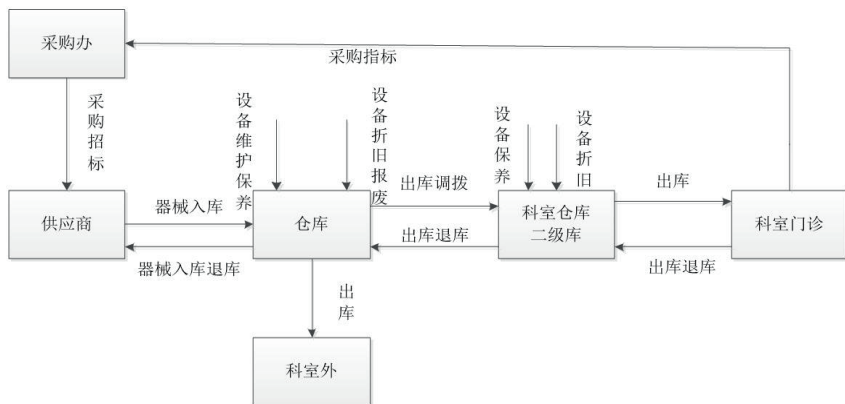 采购办
采购指标
采购招标
设备维护保养
设备折旧报废
设备保养
设备折旧
供应商
器械入库
仓库
出库调拨
科室仓库
二级库
出库
科室门诊
器械入库退库
出库退库
出库退库
出库
科室外